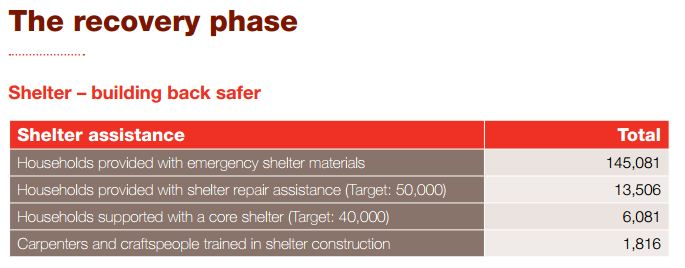 The recovery phase
Shelter – building back safer
Shelter assistance Total
Households provided with emergency shelter materials 145,081
Households provided with shelter repair assistance (Target: 50,000) 13,506
Households supported with a core shelter (Target: 40,000) 6,081
Carpenters and craftspeople trained in shelter construction 1,816